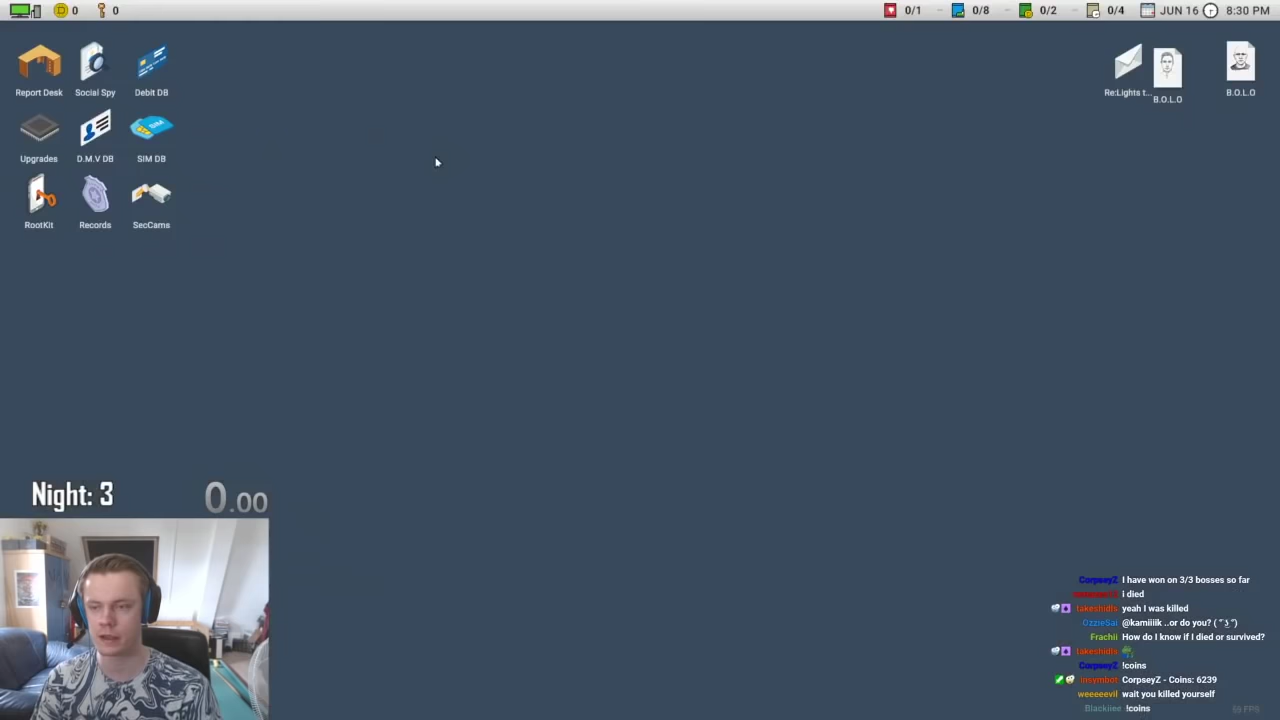 0 0 0/1 - 0/8 - 0/2 - 0/4 JUN 16 8:30 PM
Report Desk Social Spy Debit DB Re:Lights t... B.O.L.O B.O.L.O
Upgrades D.M.V DB SIM DB
RootKit Records SecCams
Night: 3 0.00
CorpseyZ I have won on 3/3 bosses so far
i died
takeshidis yeah I was killed
OzzieSai @kamiiiik ..or do you? ( ͡° ͜ʖ ͡°)
Frachii How do I know if I died or survived?
takeshidis
CorpseyZ !coins
insymbot CorpseyZ - Coins: 6239
weeeeevil wait you killed yourself
Blackiiee !coins
59 FPS